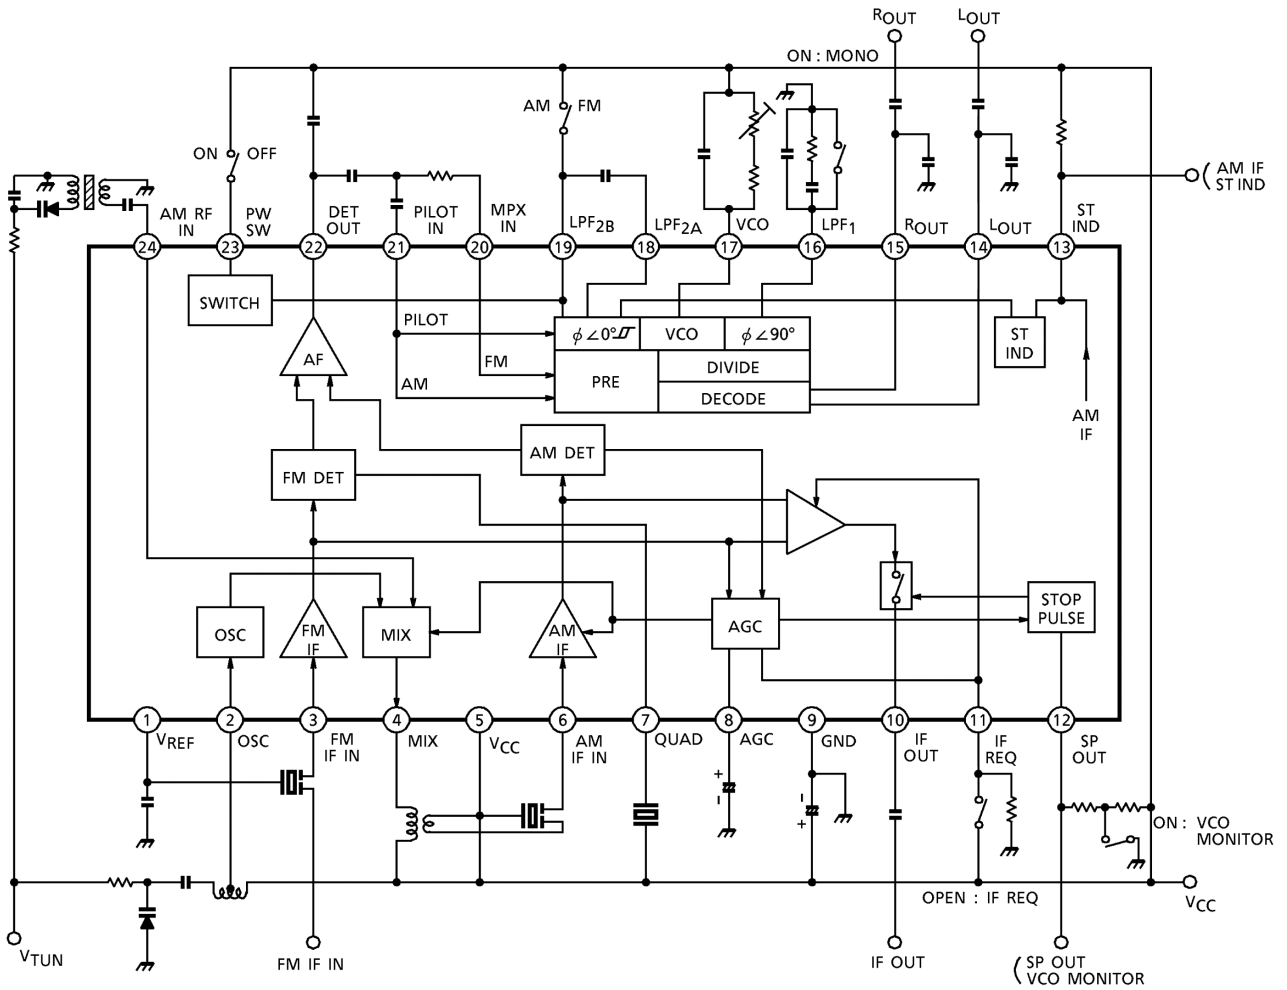 ROUT LOUT
ON : MONO
AM FM
ON OFF
AM IF
ST IND
AM RF
IN
PW
SW
DET
OUT
PILOT
IN
MPX
IN
LPF2B
LPF2A
VCO
LPF1
ROUT
LOUT
ST
IND
24 23 22 21 20 19 18 17 16 15 14 13
SWITCH
PILOT
FM
AM
AF
ϕ∠0°
VCO
ϕ∠90°
PRE
DIVIDE
DECODE
ST
IND
AM
IF
FM DET
AM DET
OSC
FM
IF
MIX
AM
IF
AGC
STOP
PULSE
1 2 3 4 5 6 7 8 9 10 11 12
VREF
OSC
FM
IF IN
MIX
VCC
AM
IF IN
QUAD
AGC
GND
IF
OUT
IF
REQ
SP
OUT
+
−
−
+
ON : VCO
MONITOR
OPEN : IF REQ
VCC
VTUN
FM IF IN
IF OUT
( SP OUT
VCO MONITOR